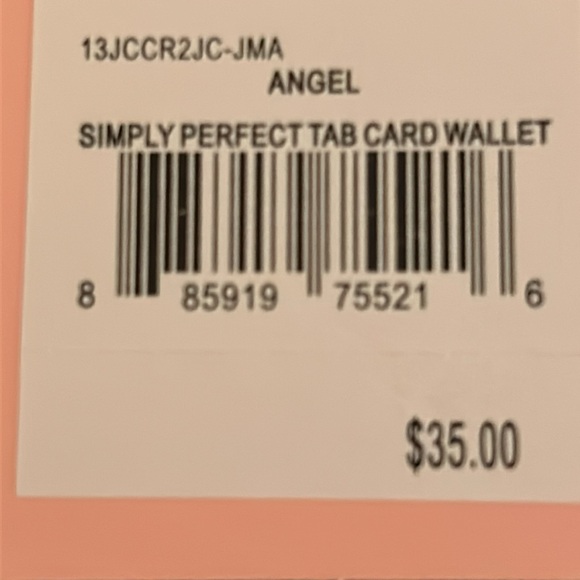 13JCCR2JC-JMA
ANGEL
SIMPLY PERFECT TAB CARD WALLET
8 85919 75521 6
$35.00